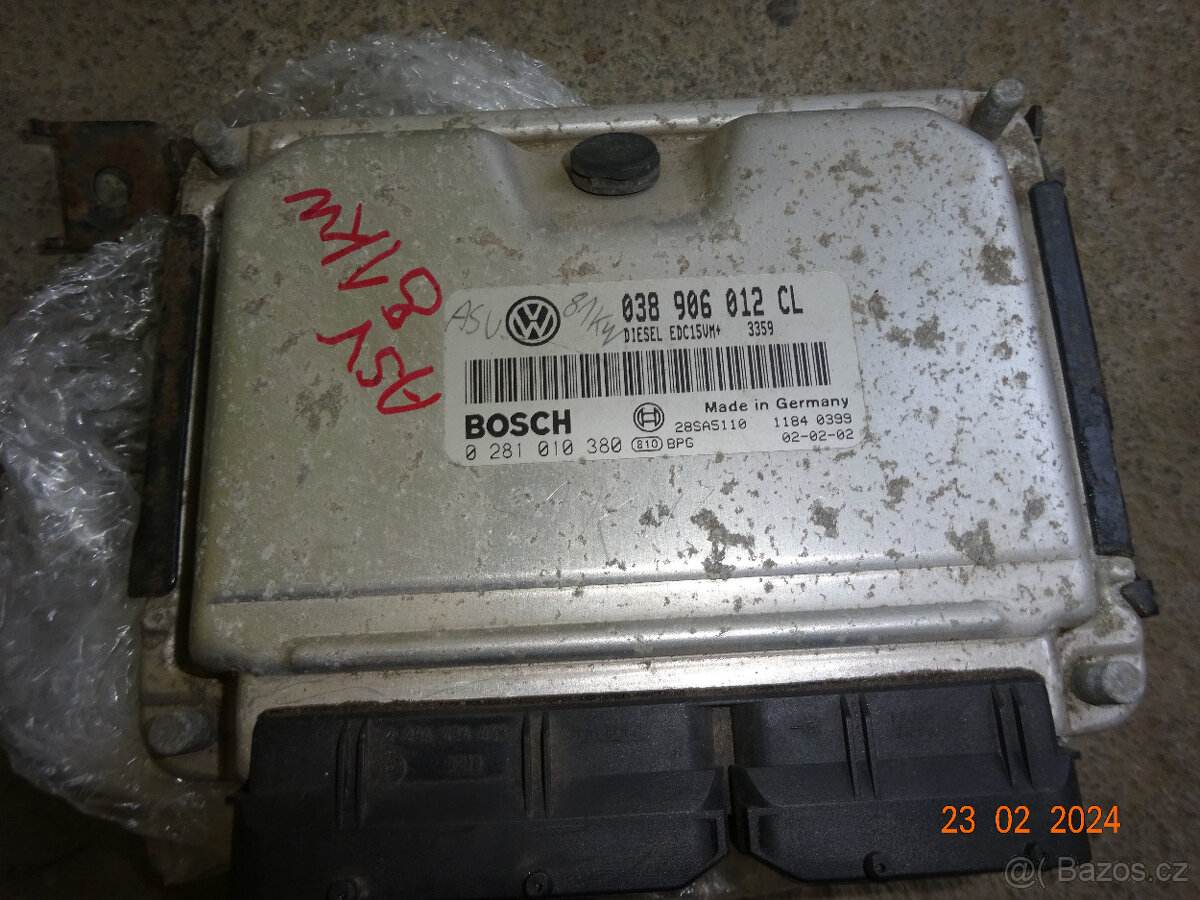 ASV
81KW
ASV
81KW
038 906 012 CL
DIESEL EDC15VM+ 3359
BOSCH
Made in Germany
28SA5110 1184 0399
0 281 010 380 810 BPG 02-02-02
23 02 2024
@( Bazos.cz